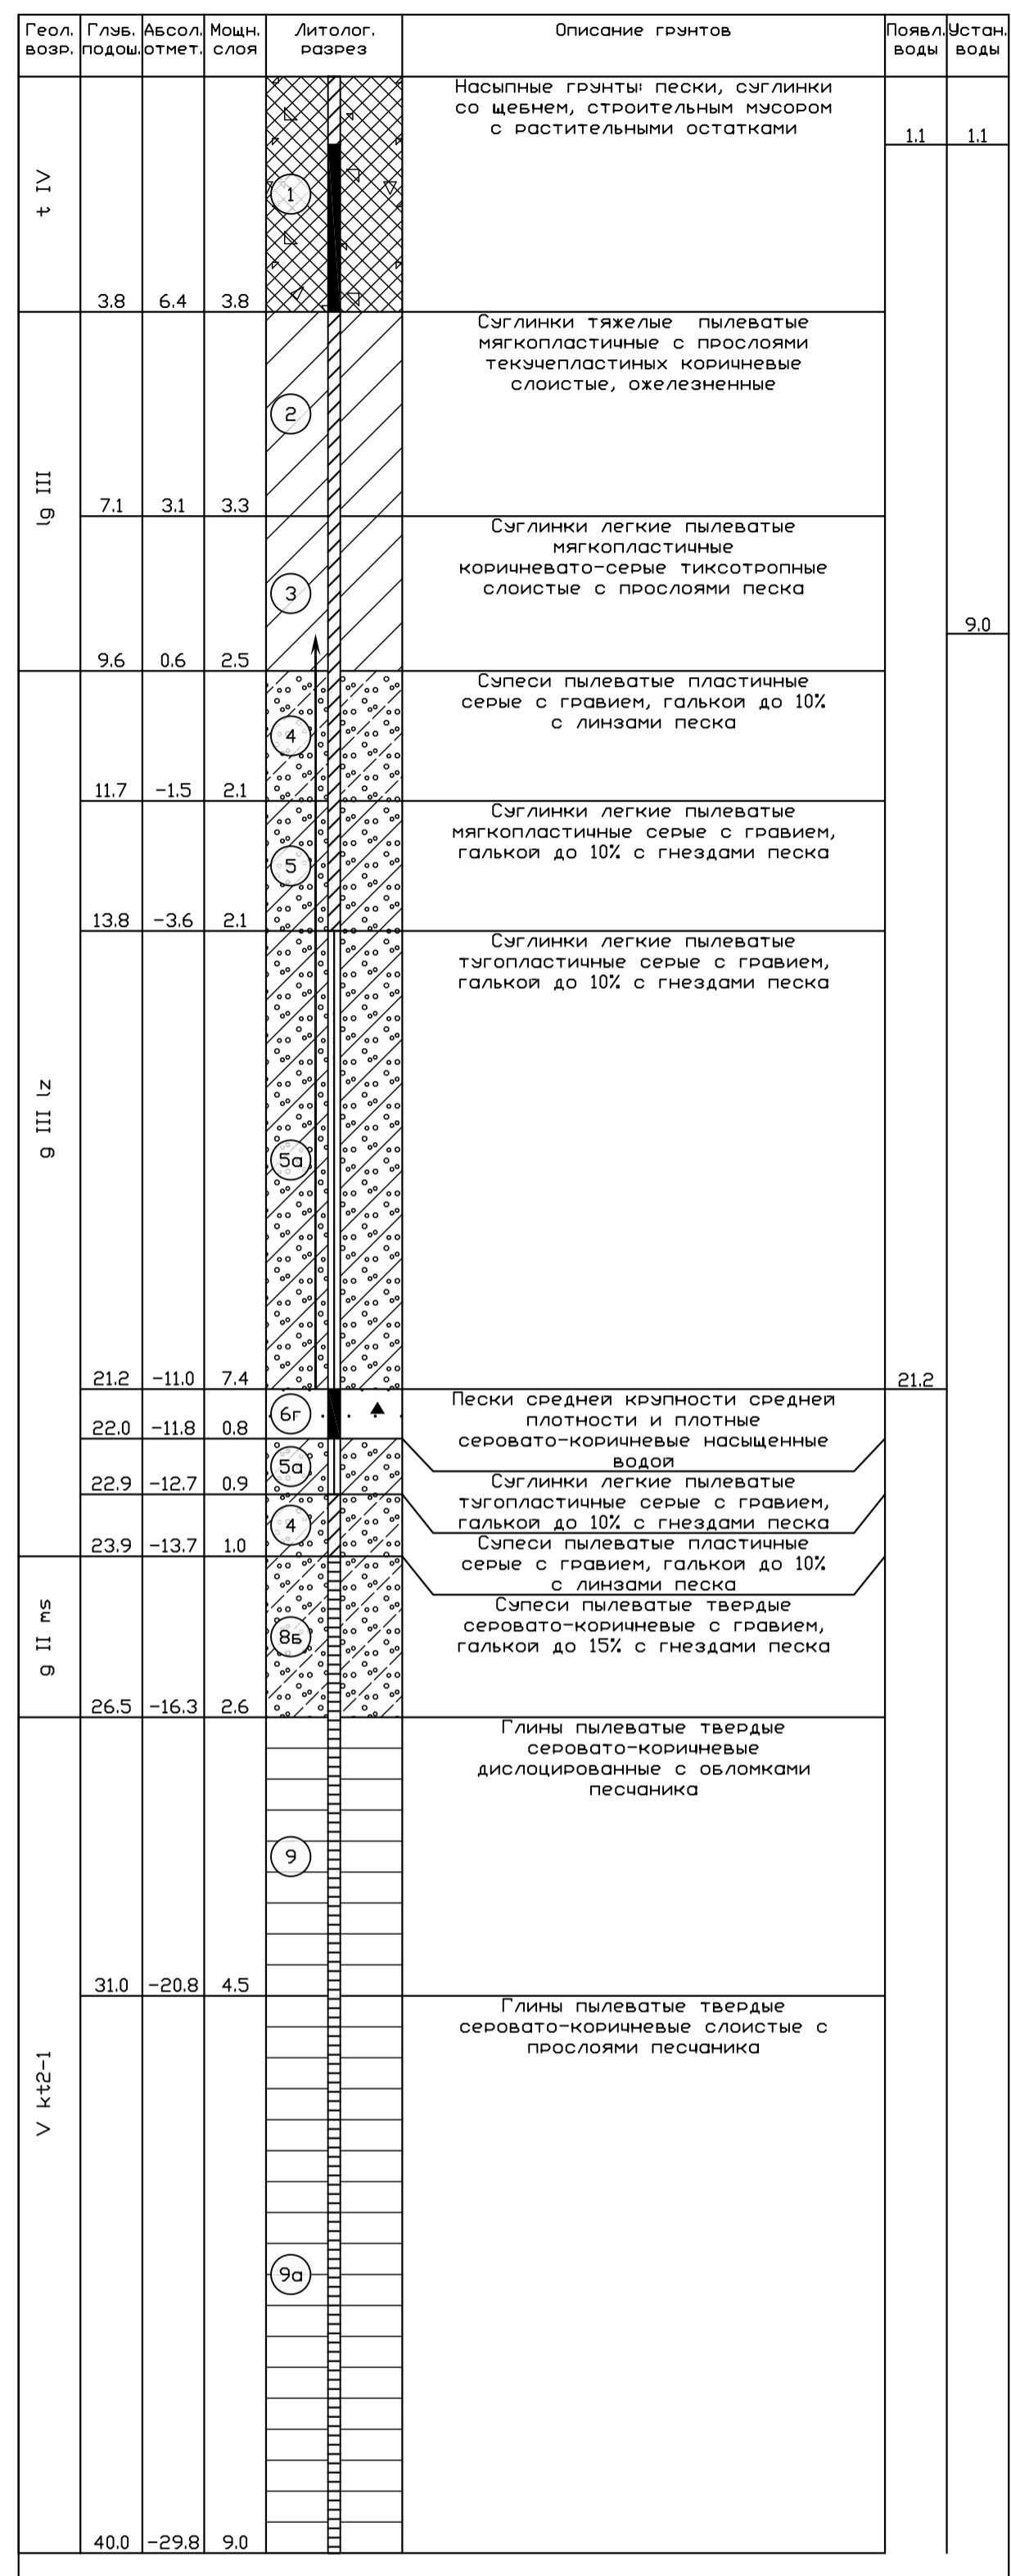 Геол. Глуб. Абсол. Мощн. Литолог. Описание грунтов Появл. Устан.
возр. подош. отмет. слоя разрез. воды воды
Насыпные грунты: пески, суглинки
со щебнем, строительным мусором
с растительными остатками
1.1 1.1
t IV
1
3.8 6.4 3.8
Суглинки тяжелые пылеватые
мягкопластичные с прослоями
текучепластиных коричневые
слоистые, ожелезненные
2
lg III
7.1 3.1 3.3
Суглинки легкие пылеватые
мягкопластичные
коричневато-серые тиксотропные
слоистые с прослоями песка
3
9.0
9.6 0.6 2.5
Супеси пылеватые пластичные
серые с гравием, галькой до 10%
с линзами песка
4
11.7 -1.5 2.1
Суглинки легкие пылеватые
мягкопластичные серые с гравием,
галькой до 10% с гнездами песка
5
13.8 -3.6 2.1
Суглинки легкие пылеватые
тугопластичные серые с гравием,
галькой до 10% с гнездами песка
g III lz
5а
21.2 -11.0 7.4 21.2
Пески средней крупности средней
плотности и плотные
серовато-коричневые насыщенные
водой
6г
22.0 -11.8 0.8
5а
Суглинки легкие пылеватые
тугопластичные серые с гравием,
галькой до 10% с гнездами песка
22.9 -12.7 0.9
4
Супеси пылеватые пластичные
серые с гравием, галькой до 10%
с линзами песка
23.9 -13.7 1.0
Супеси пылеватые твердые
серовато-коричневые с гравием,
галькой до 15% с гнездами песка
g II ms
8Б
26.5 -16.3 2.6
Глины пылеватые твердые
серовато-коричневые
дислоцированные с обломками
песчаника
9
31.0 -20.8 4.5
Глины пылеватые твердые
серовато-коричневые слоистые с
прослоями песчаника
V kt2-1
9а
40.0 -29.8 9.0